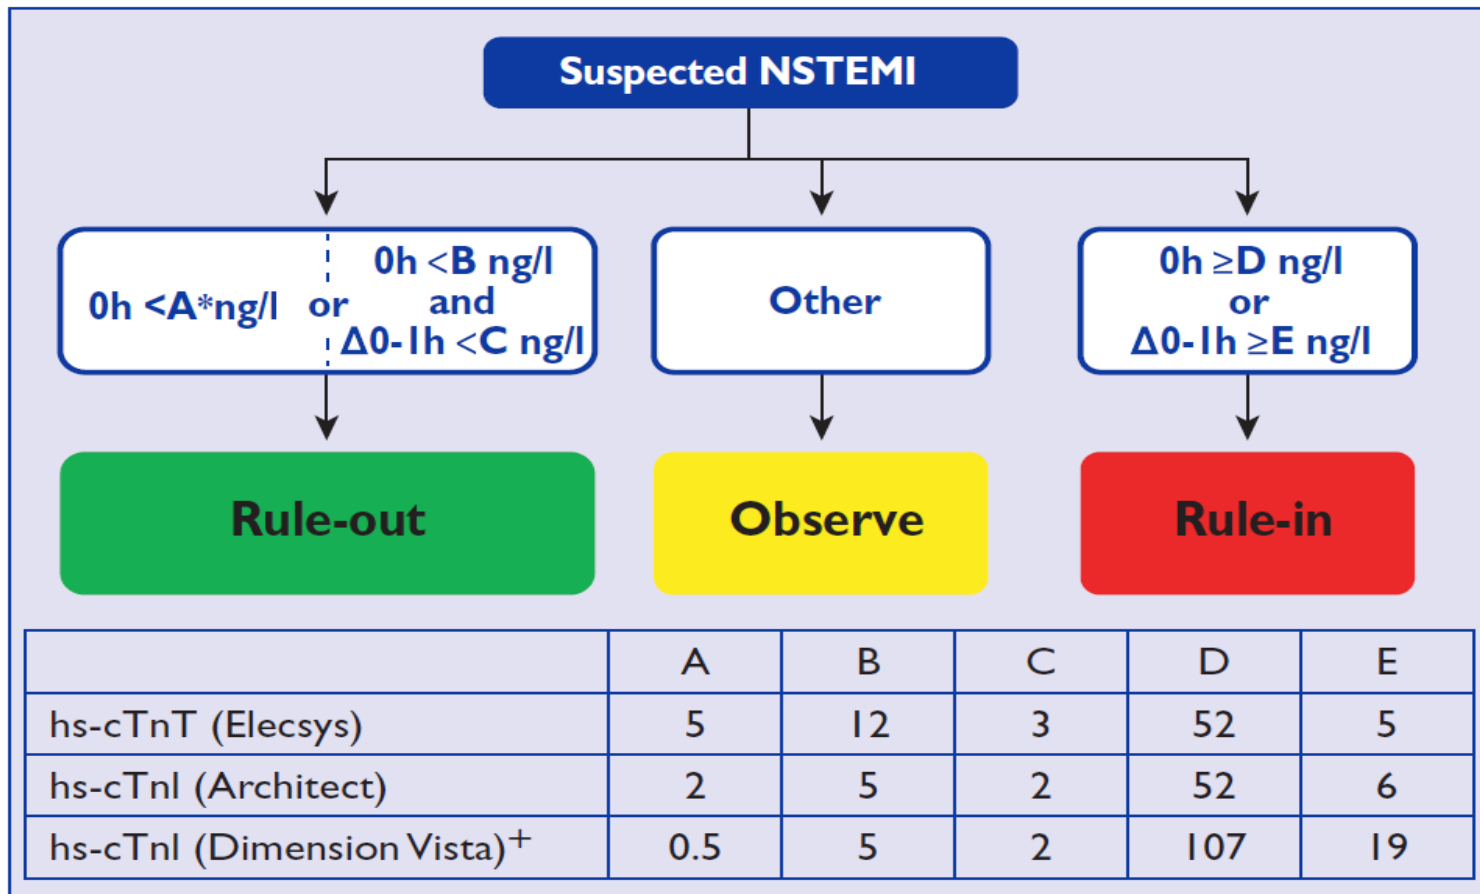 Suspected NSTEMI
0h <A*ng/l or
0h <B ng/l
and
Δ0-1h <C ng/l
Other
0h ≥D ng/l
or
Δ0-1h ≥E ng/l
Rule-out
Observe
Rule-in
A B C D E
hs-cTnT (Elecsys) 5 12 3 52 5
hs-cTnl (Architect) 2 5 2 52 6
hs-cTnl (Dimension Vista)+ 0.5 5 2 107 19